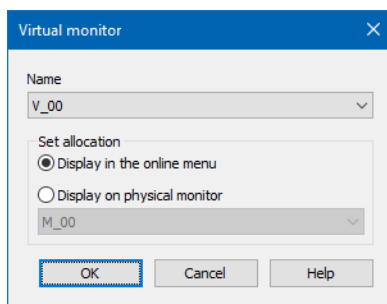 Virtual monitor
Name
V_00
Set allocation
Display in the online menu
Display on physical monitor
M_00
OK Cancel Help